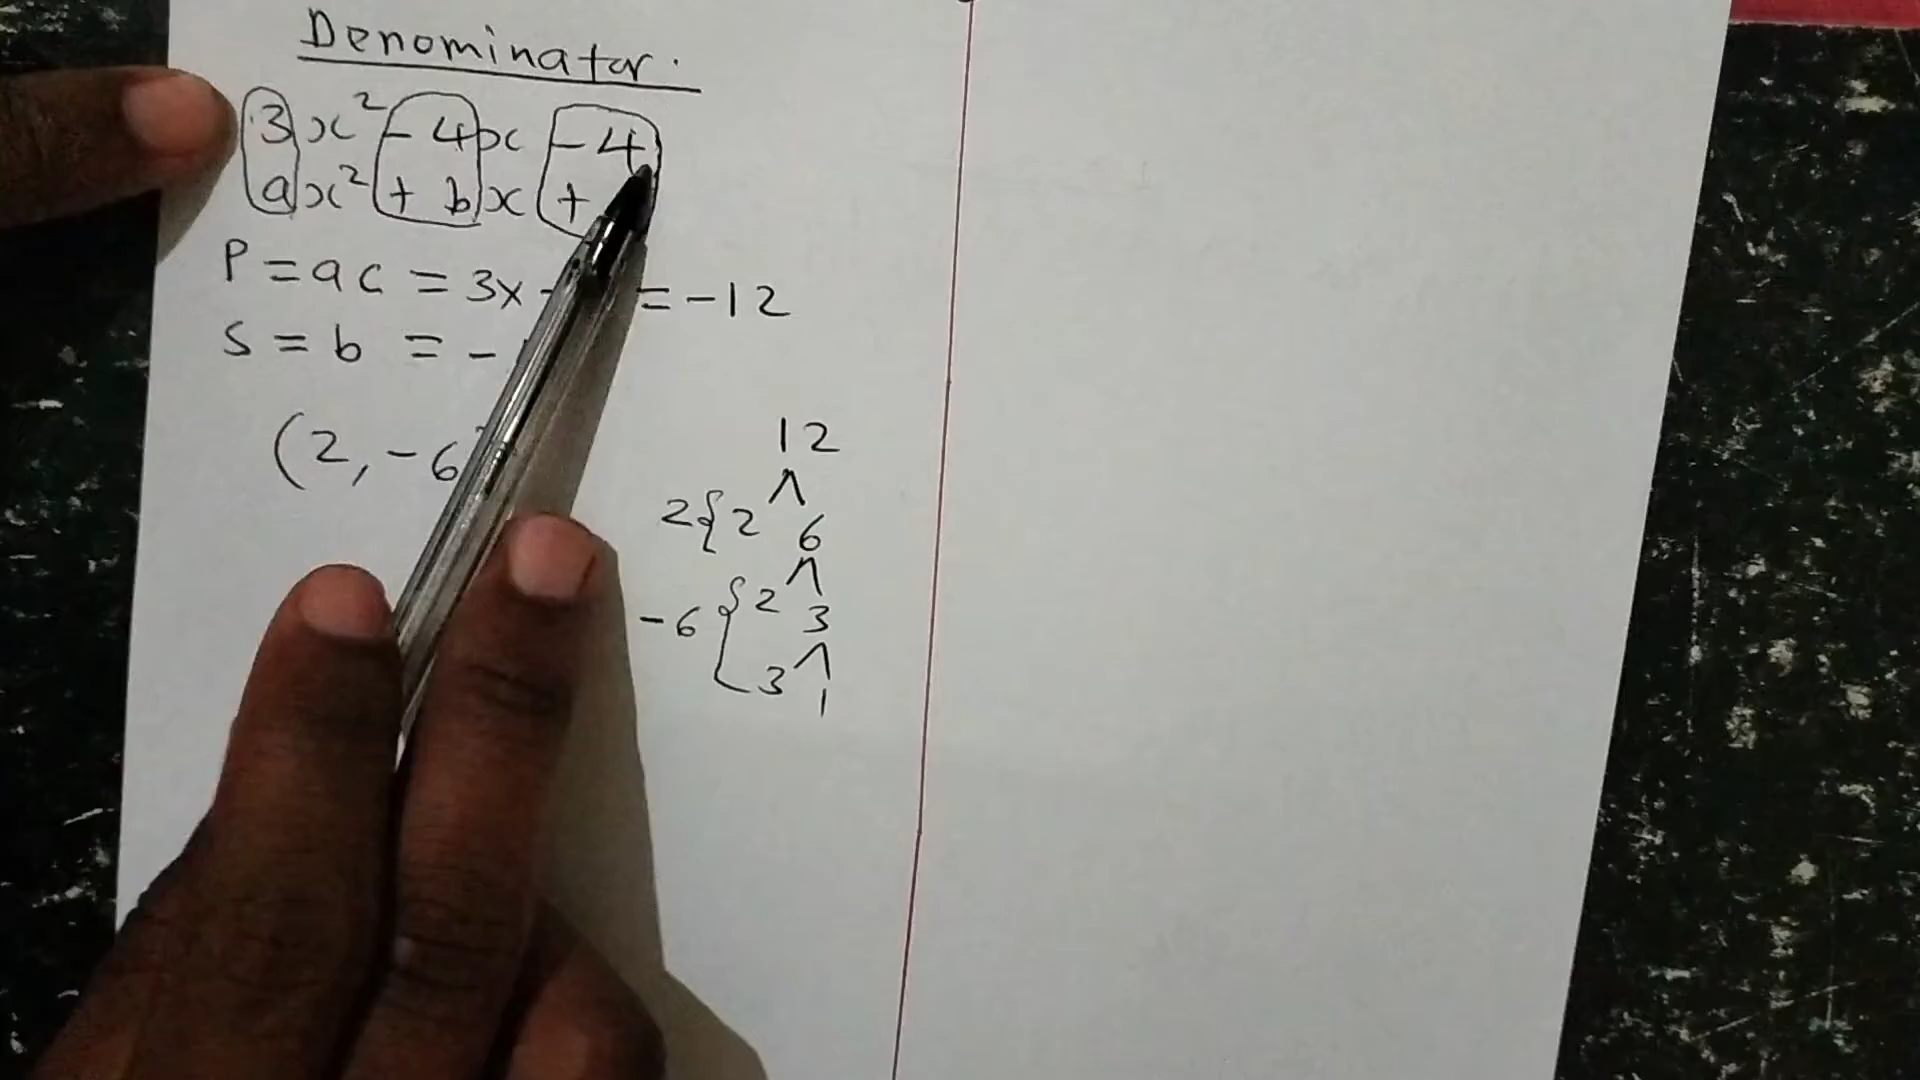 Denominator.
3x² - 4x - 4
ax² + bx +
P = ac = 3x - = -12
S = b = -
(2, -6
12
2{2 6
-6{2 3
3 1